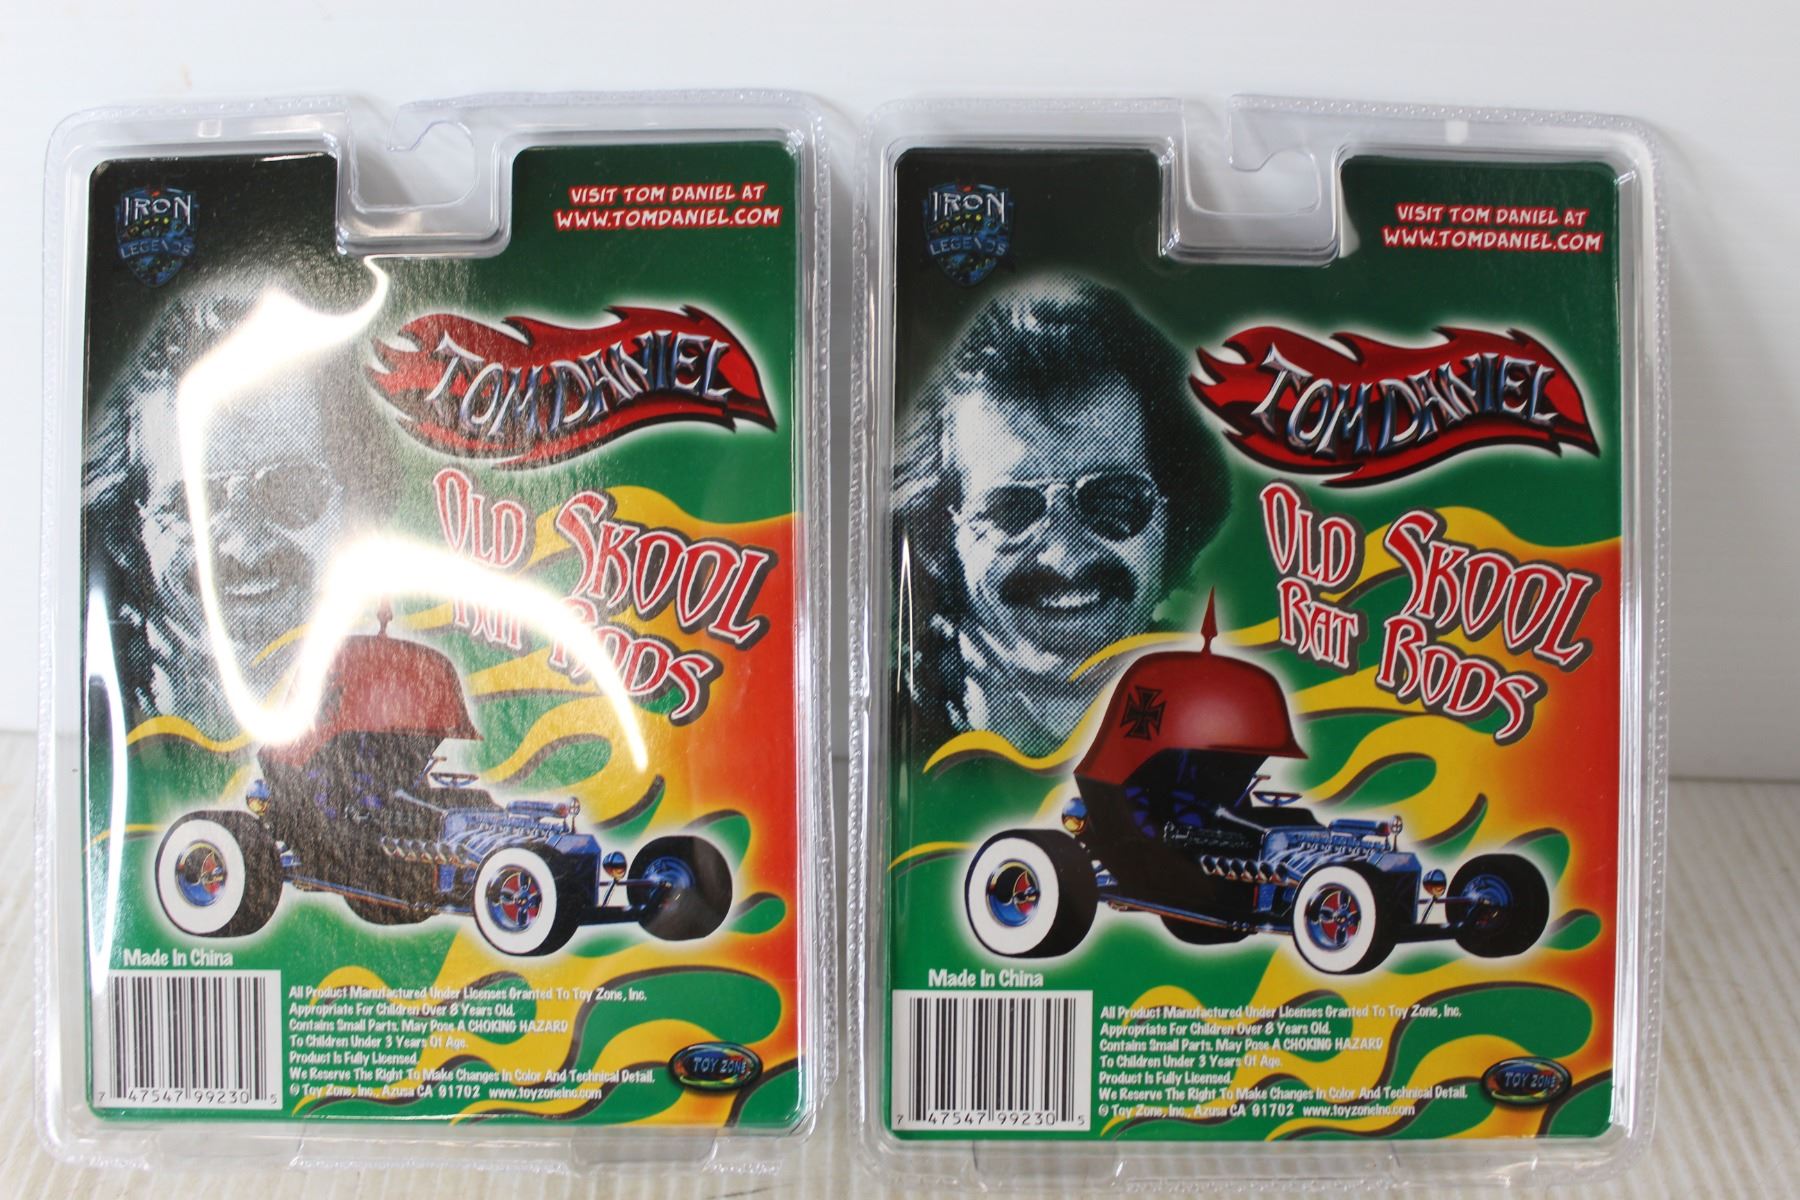 IRON
LEGENDS
VISIT TOM DANIEL AT
WWW.TOMDANIEL.COM
TOM DANIEL
OLD SKOOL
RAT RODS
Made In China
All Product Manufactured Under Licenses Granted To Toy Zone, Inc.
Appropriate For Children Over 8 Years Old.
Contains Small Parts. May Pose A CHOKING HAZARD
To Children Under 3 Years Of Age.
Product Is Fully Licensed.
We Reserve The Right To Make Changes In Color And Technical Detail.
© Toy Zone, Inc., Azusa CA 91702 www.toyzoneinc.com
7 47547 99230 5
TOY ZONE
IRON
LEGENDS
VISIT TOM DANIEL AT
WWW.TOMDANIEL.COM
TOM DANIEL
OLD SKOOL
RAT RODS
Made In China
All Product Manufactured Under Licenses Granted To Toy Zone, Inc.
Appropriate For Children Over 8 Years Old.
Contains Small Parts. May Pose A CHOKING HAZARD
To Children Under 3 Years Of Age.
Product Is Fully Licensed.
We Reserve The Right To Make Changes In Color And Technical Detail.
© Toy Zone, Inc., Azusa CA 91702 www.toyzoneinc.com
7 47547 99230 5
TOY ZONE